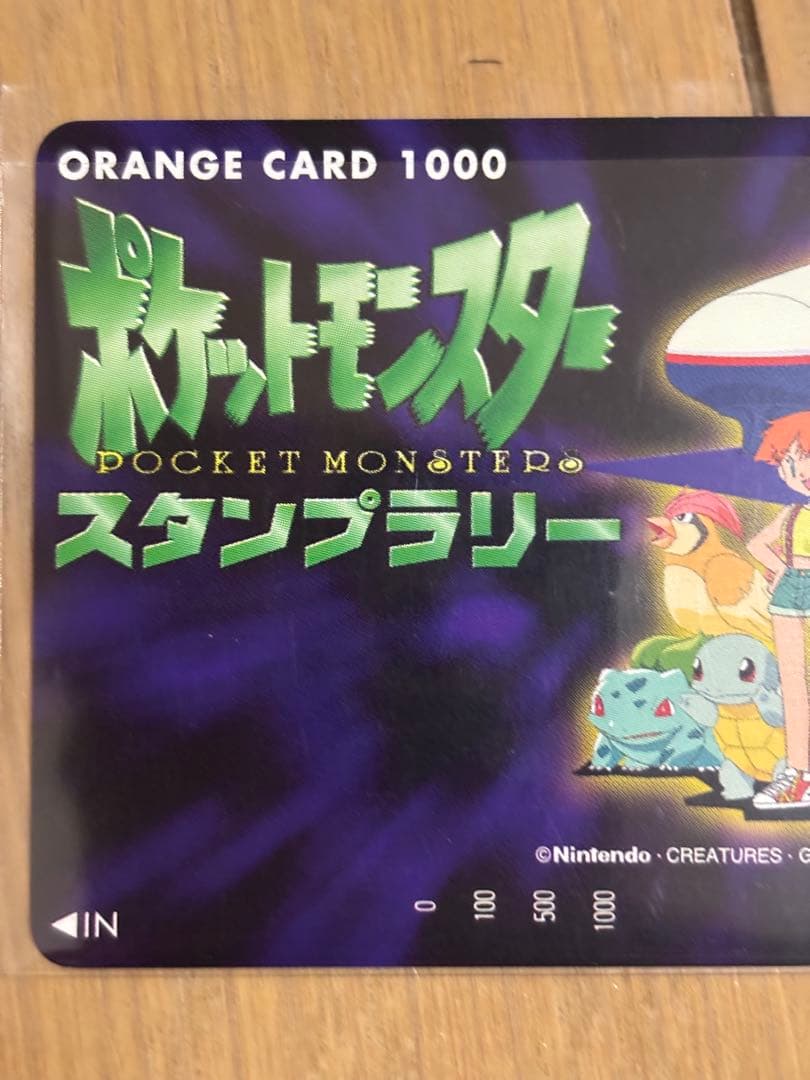 ORANGE CARD 1000
ポケットモンスター
POCKET MONSTERS
スタンプラリー
©Nintendo・CREATURES・G
0 100 500 1000
◀IN